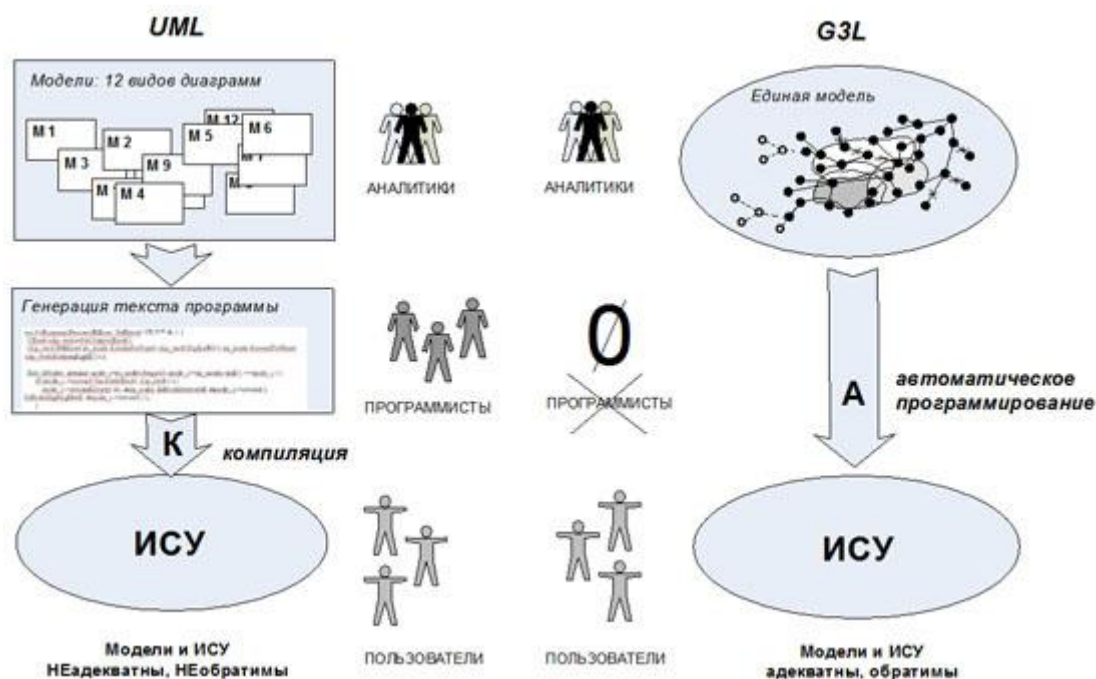 UML
G3L
Модели: 12 видов диаграмм
M 1
M 2
M 3
M 4
M 5
M 12
M 6
M 9
Единая модель
АНАЛИТИКИ
АНАЛИТИКИ
Генерация текста программы
0
ПРОГРАММИСТЫ
ПРОГРАММИСТЫ
К
компиляция
А
автоматическое
программирование
ИСУ
ИСУ
ПОЛЬЗОВАТЕЛИ
ПОЛЬЗОВАТЕЛИ
Модели и ИСУ
НЕадекватны, НЕобратимы
Модели и ИСУ
адекватны, обратимы